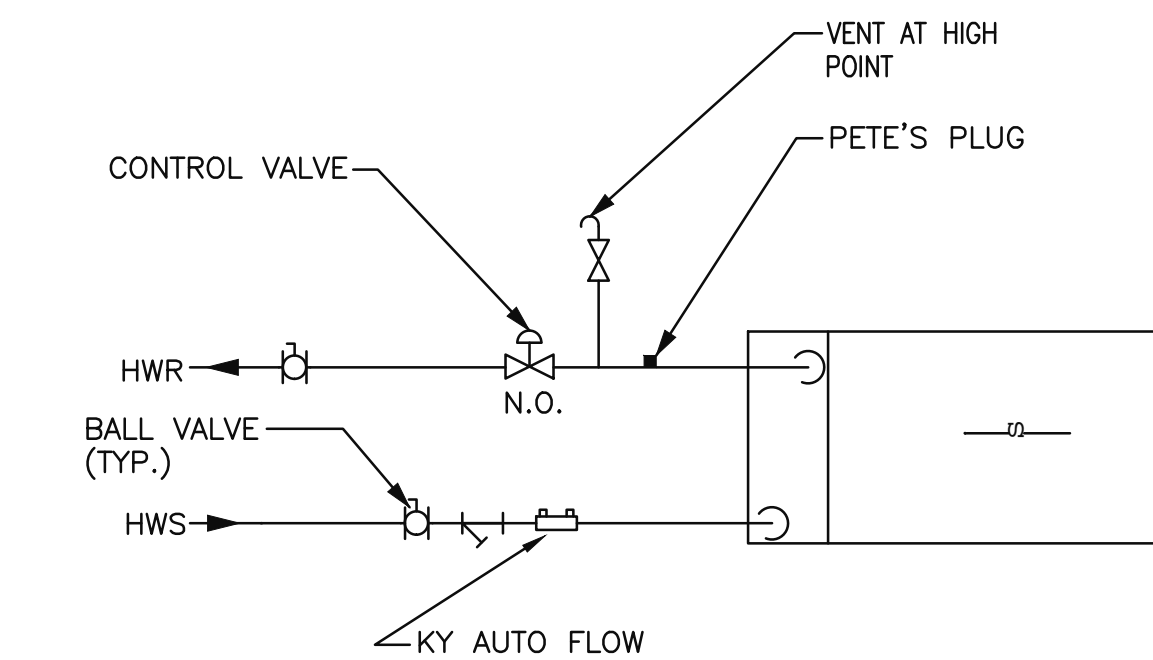 VENT AT HIGH
POINT
PETE'S PLUG
CONTROL VALVE
HWR
N.O.
BALL VALVE
(TYP.)
S
HWS
KY AUTO FLOW